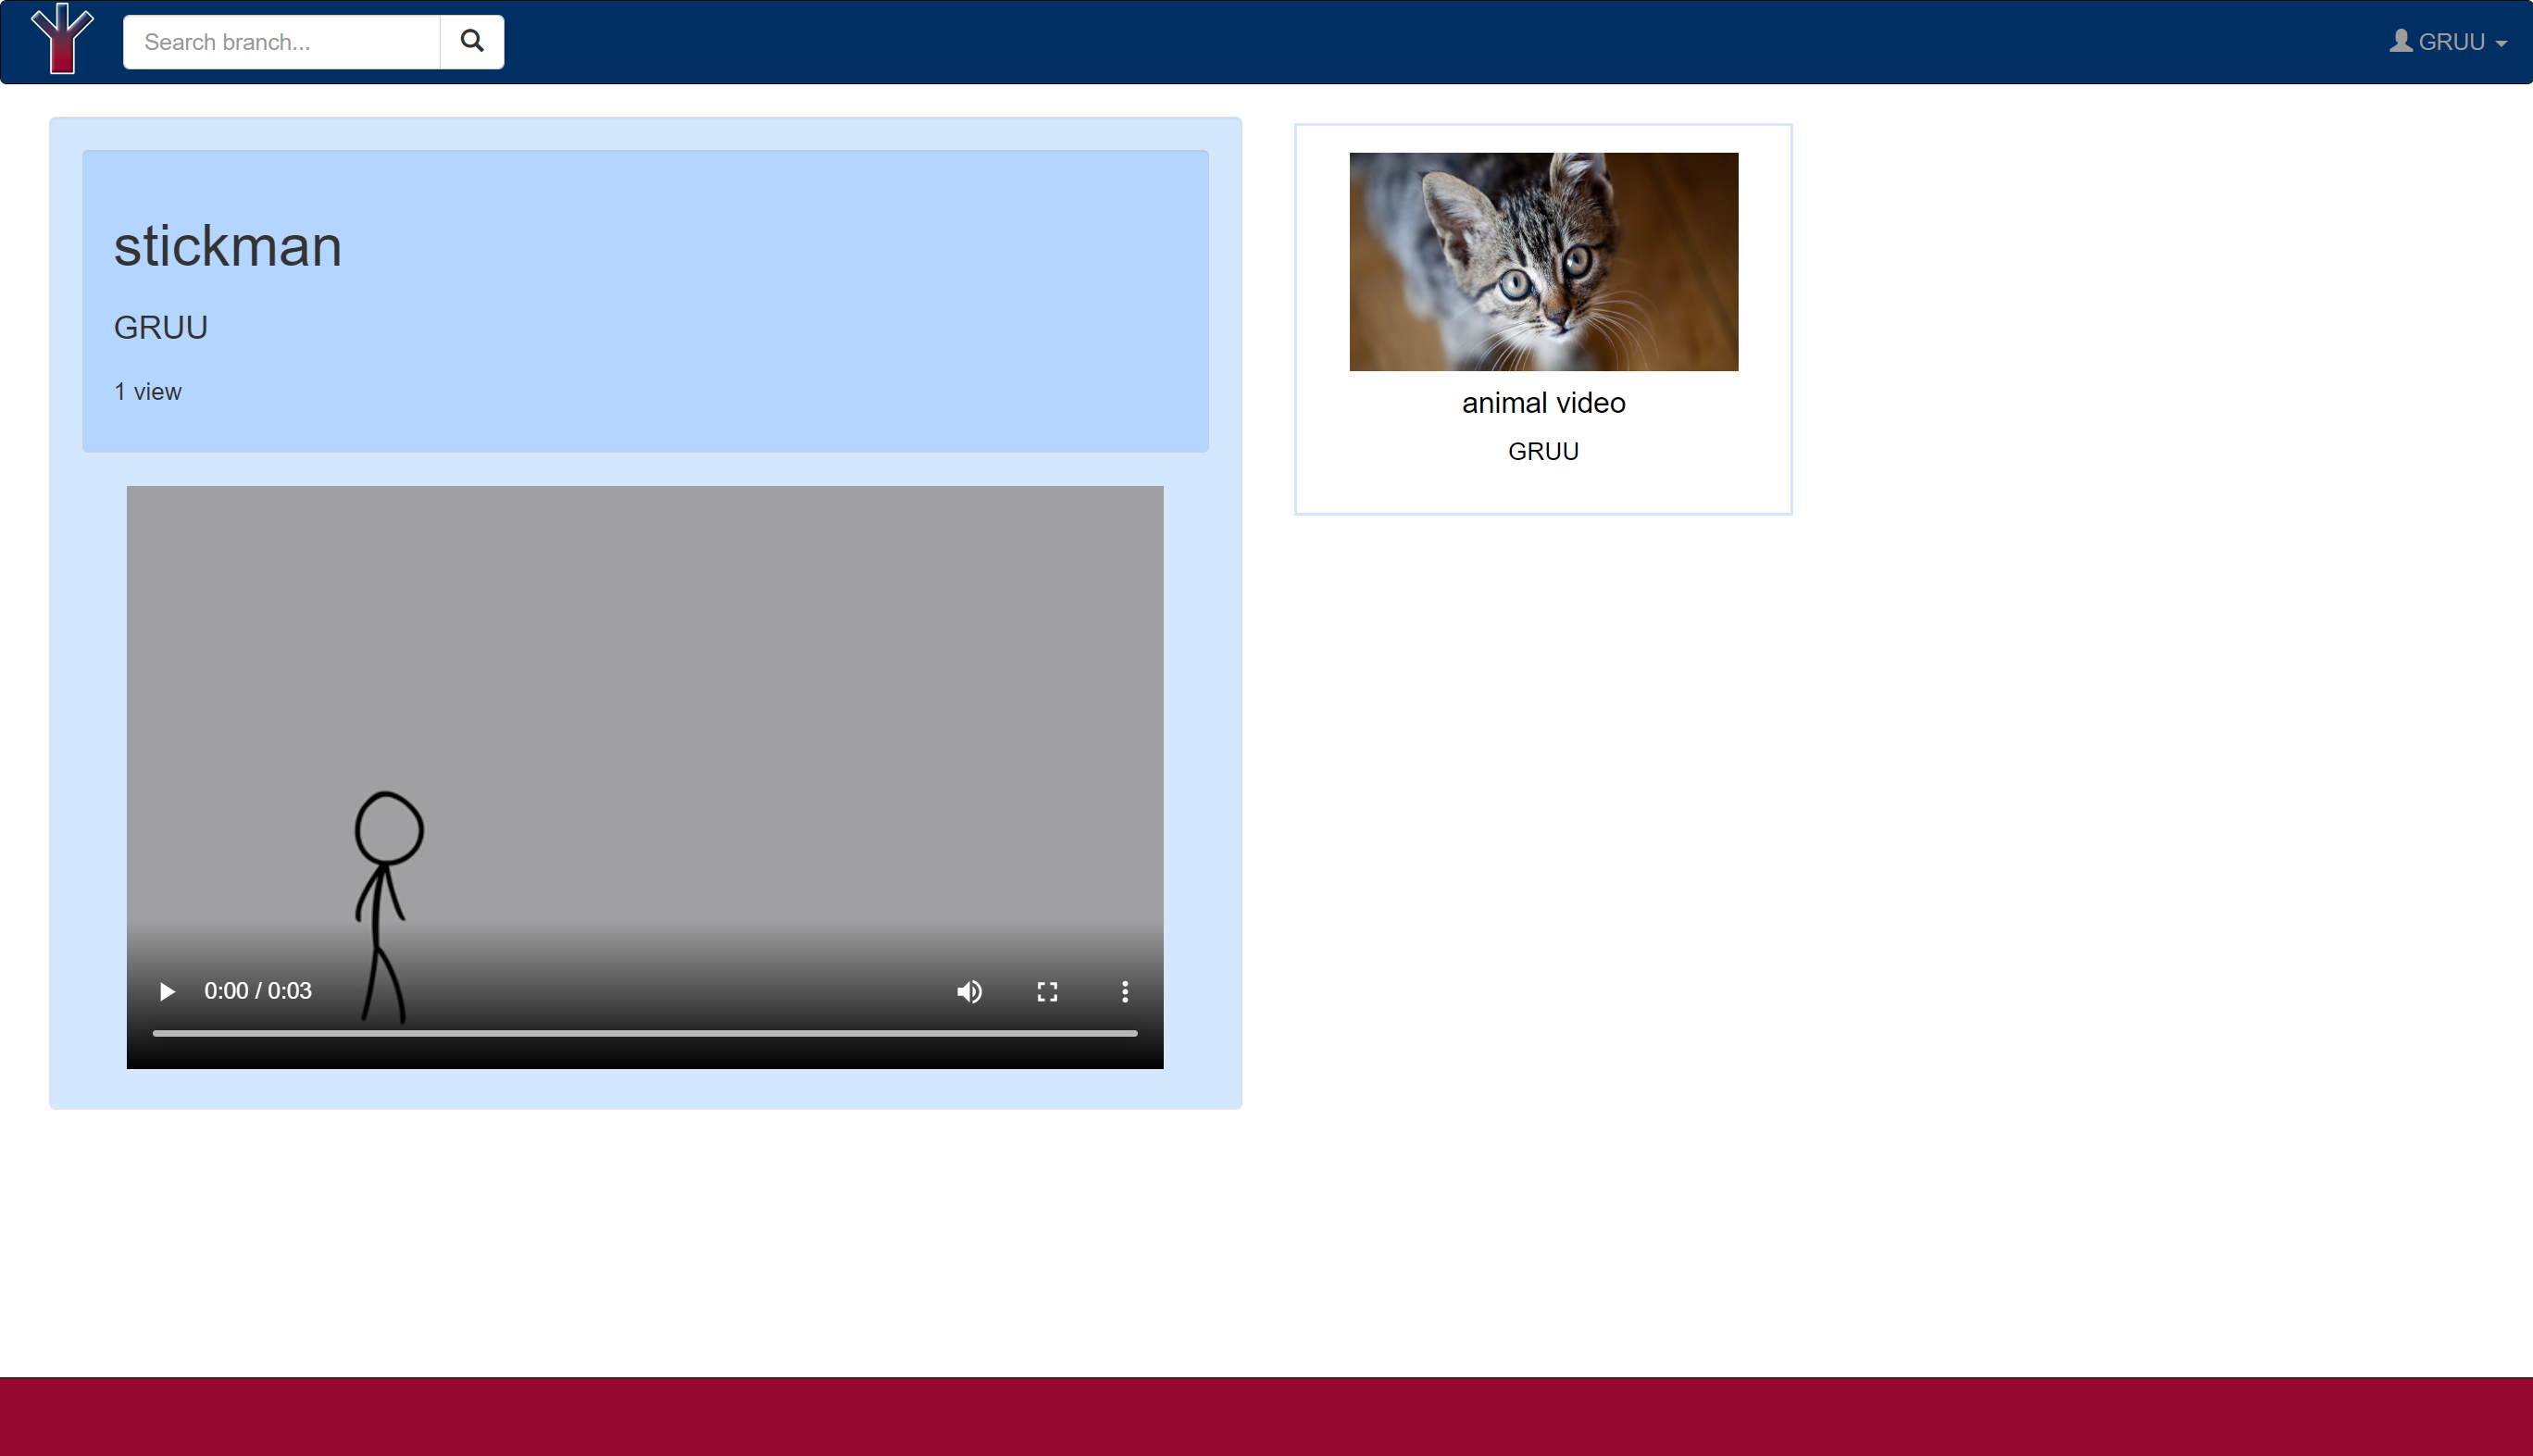 Search branch...
GRUU
stickman
GRUU
1 view
0:00 / 0:03
animal video
GRUU